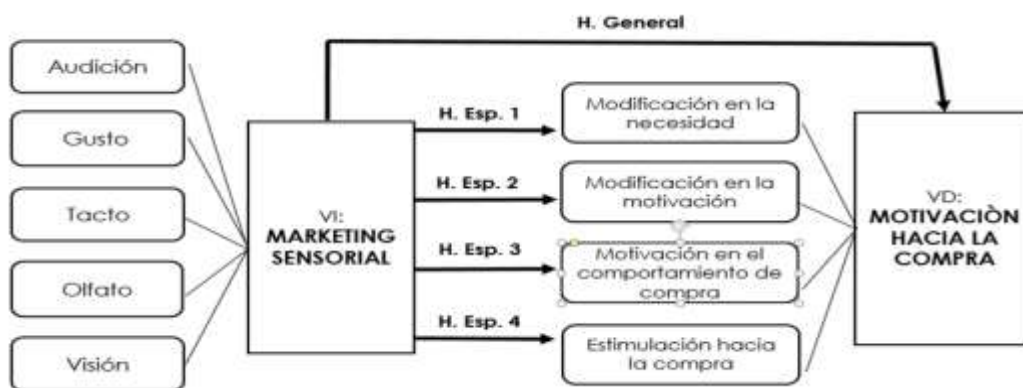 H. General
Audición
Gusto
Tacto
Olfato
Visión
VI:
MARKETING
SENSORIAL
H. Esp. 1
H. Esp. 2
H. Esp. 3
H. Esp. 4
Modificación en la
necesidad
Modificación en la
motivación
Motivación en el
comportamiento de
compra
Estimulación hacia
la compra
VD:
MOTIVACIÒN
HACIA LA
COMPRA